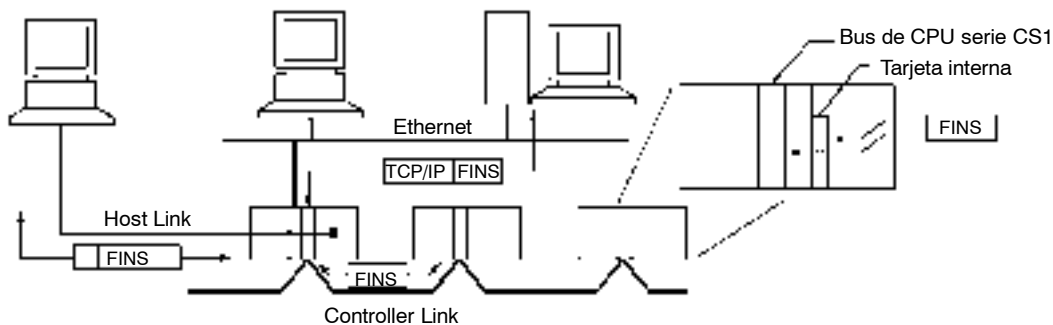 Bus de CPU serie CS1
Tarjeta interna
Ethernet
FINS
TCP/IP FINS
Host Link
FINS
FINS
Controller Link